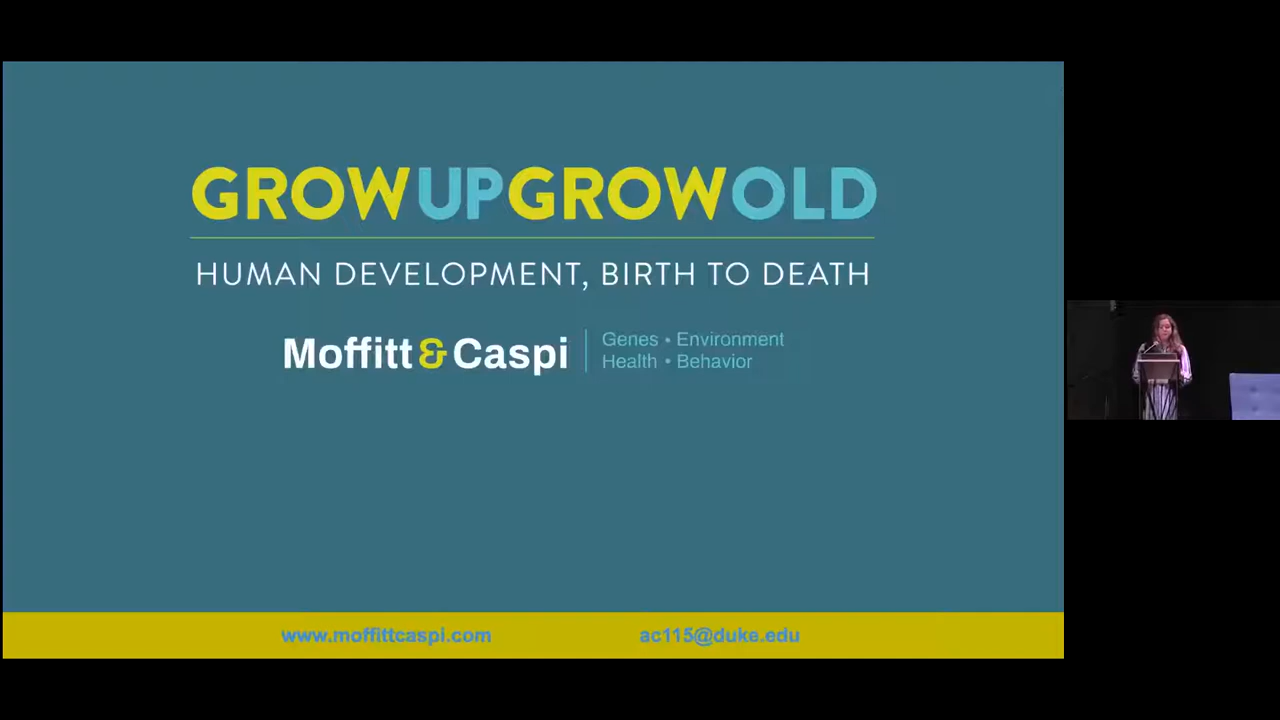 GROWUPGROWOLD
HUMAN DEVELOPMENT, BIRTH TO DEATH
Moffitt&Caspi
Genes • Environment
Health • Behavior
www.moffittcaspi.com
ac115@duke.edu